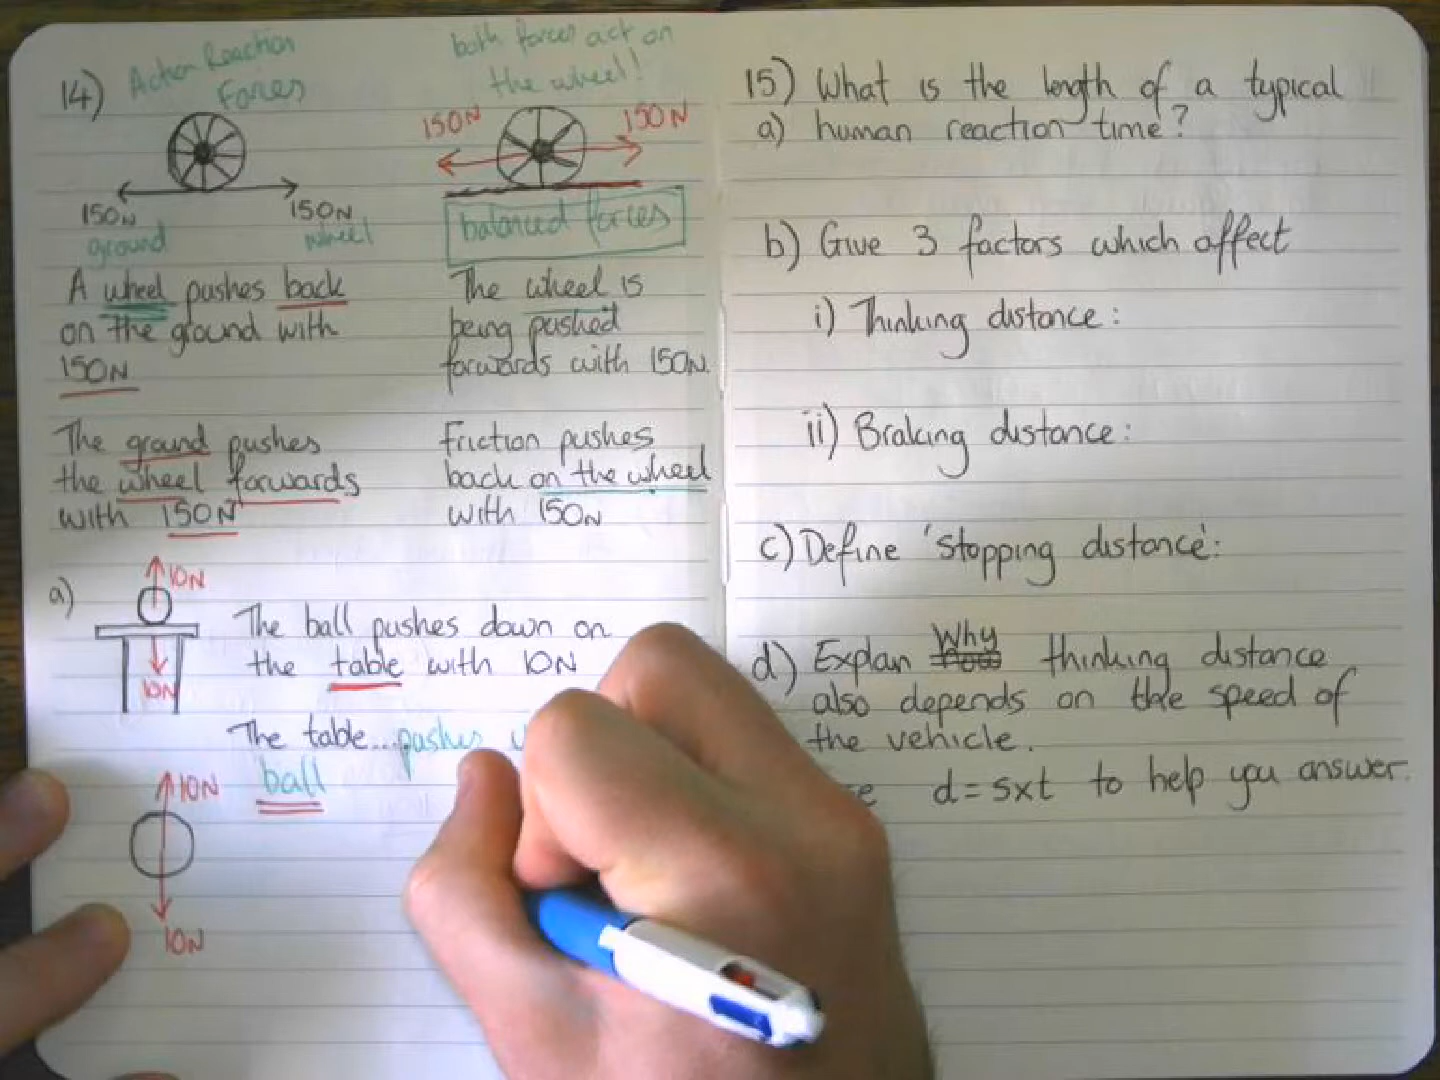 14)
Action Reaction
Forces
150N
ground
150N
wheel
A wheel pushes back
on the ground with
150N
The ground pushes
the wheel forwards
with 150N
both forces act on
the wheel!
150N
150N
balanced forces
The wheel is
being pushed
forwards with 150N.
Friction pushes
back on the wheel
with 150N
a)
10N
10N
The ball pushes down on
the table with 10N
The table...pushes
ball
10N
10N
15) What is the length of a typical
a) human reaction time?
b) Give 3 factors which affect
i) Thinking distance:
ii) Braking distance:
c) Define 'stopping distance':
d) Explain Why thinking distance
also depends on the speed of
the vehicle.
d = s x t to help you answer.